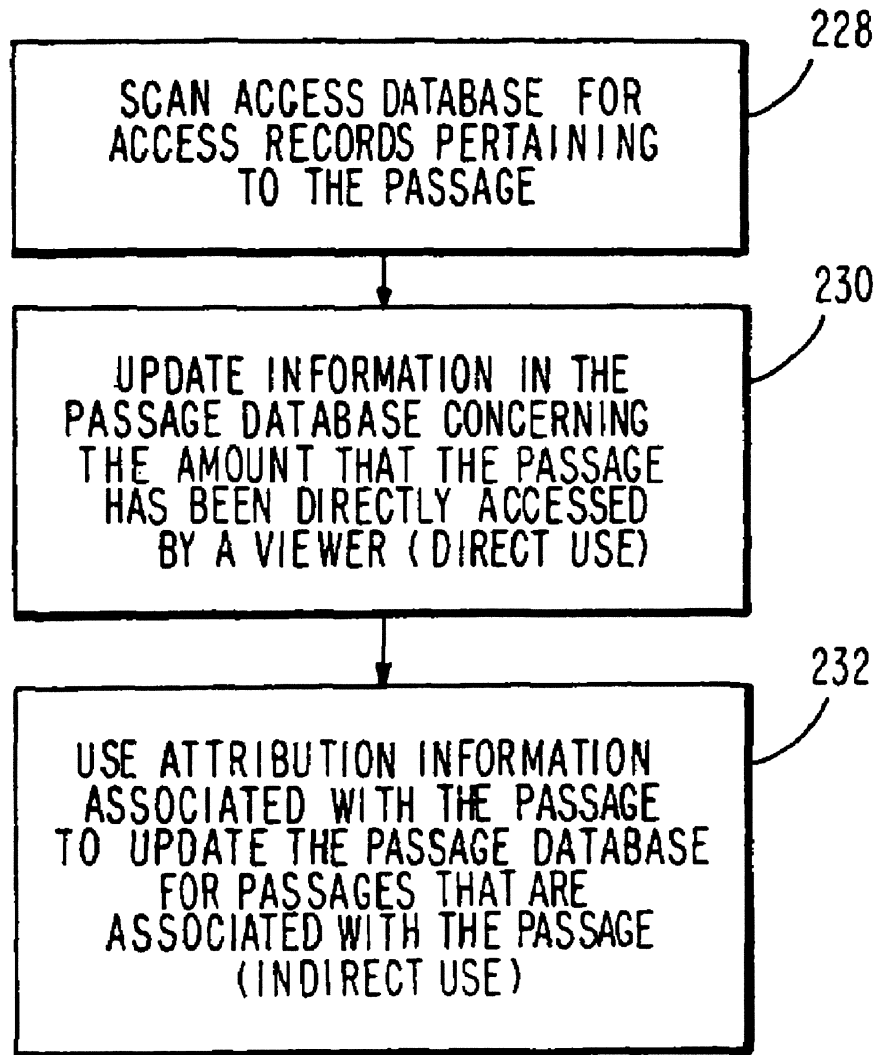 228
SCAN ACCESS DATABASE FOR
ACCESS RECORDS PERTAINING
TO THE PASSAGE
230
UPDATE INFORMATION IN THE
PASSAGE DATABASE CONCERNING
THE AMOUNT THAT THE PASSAGE
HAS BEEN DIRECTLY ACCESSED
BY A VIEWER (DIRECT USE)
232
USE ATTRIBUTION INFORMATION
ASSOCIATED WITH THE PASSAGE
TO UPDATE THE PASSAGE DATABASE
FOR PASSAGES THAT ARE
ASSOCIATED WITH THE PASSAGE
(INDIRECT USE)